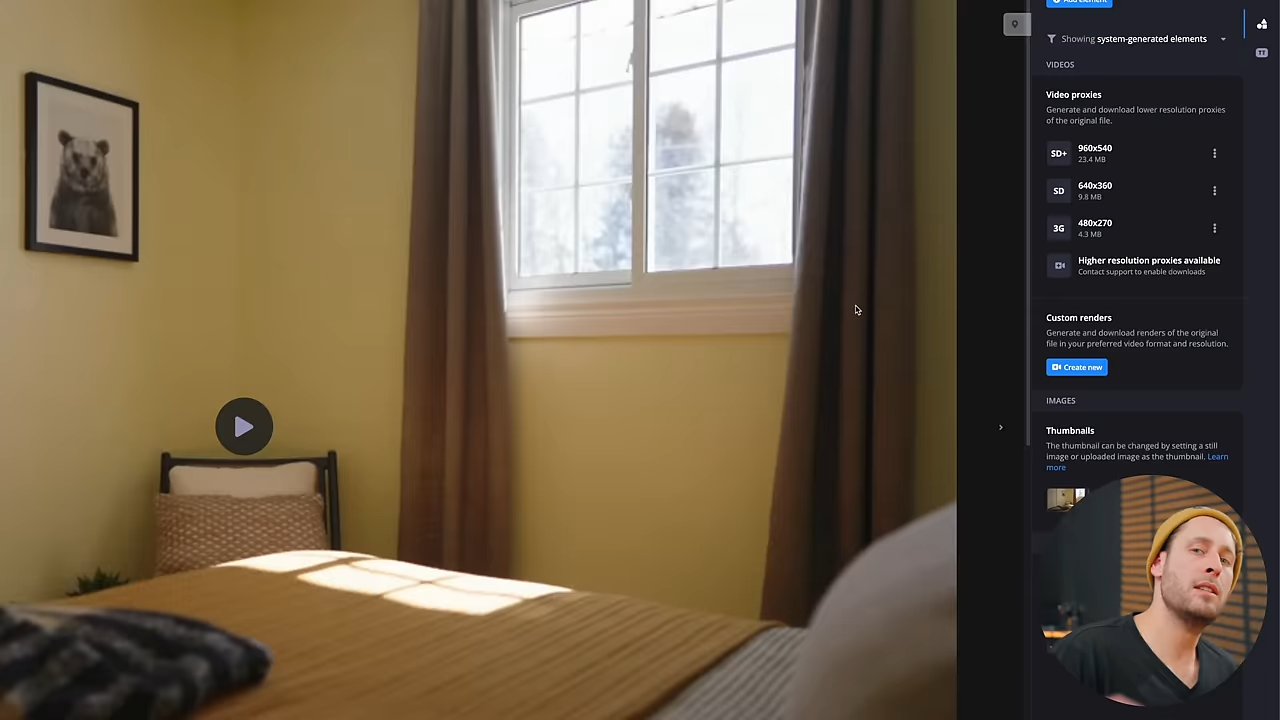 Add element
Showing system-generated elements
TT
VIDEOS
Video proxies
Generate and download lower resolution proxies
of the original file.
SD+
960x540
23.4 MB
SD
640x360
9.8 MB
3G
480x270
4.3 MB
Higher resolution proxies available
Contact support to enable downloads
Custom renders
Generate and download renders of the original
file in your preferred video format and resolution.
Create new
IMAGES
Thumbnails
The thumbnail can be changed by setting a still
image or uploaded image as the thumbnail. Learn
more